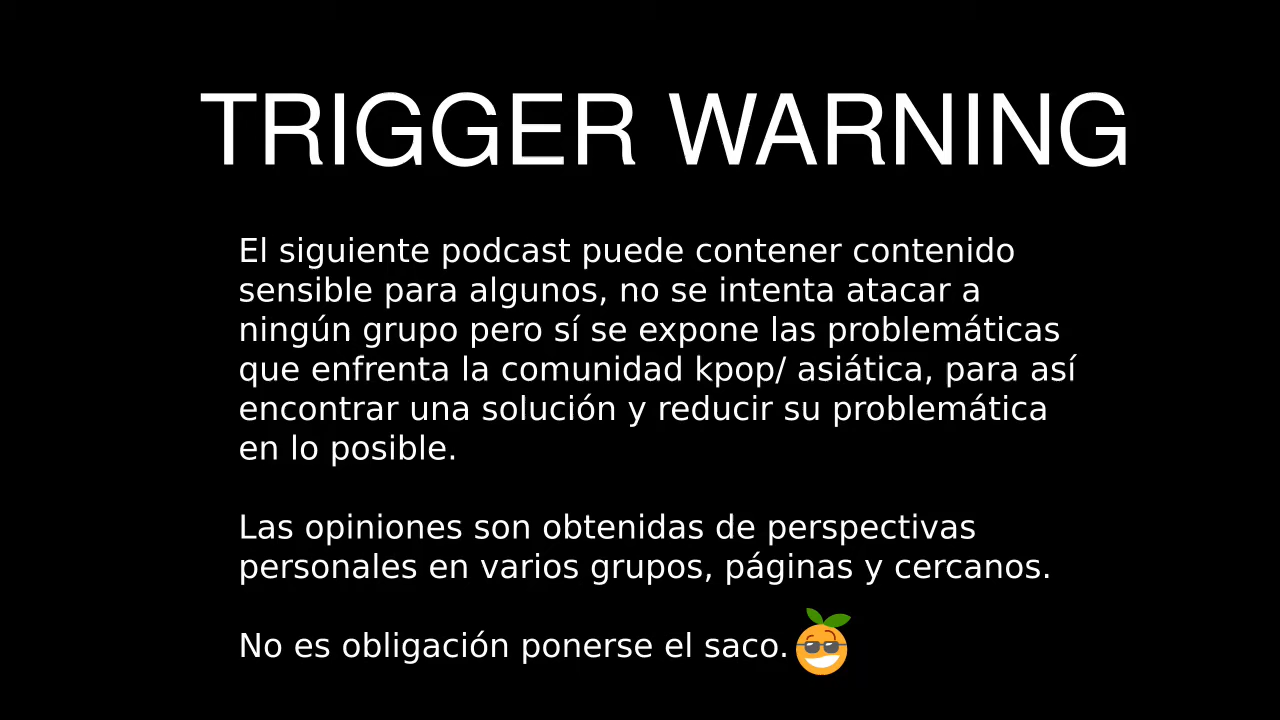 TRIGGER WARNING
El siguiente podcast puede contener contenido
sensible para algunos, no se intenta atacar a
ningún grupo pero sí se expone las problemáticas
que enfrenta la comunidad kpop/ asiática, para así
encontrar una solución y reducir su problemática
en lo posible.
Las opiniones son obtenidas de perspectivas
personales en varios grupos, páginas y cercanos.
No es obligación ponerse el saco.